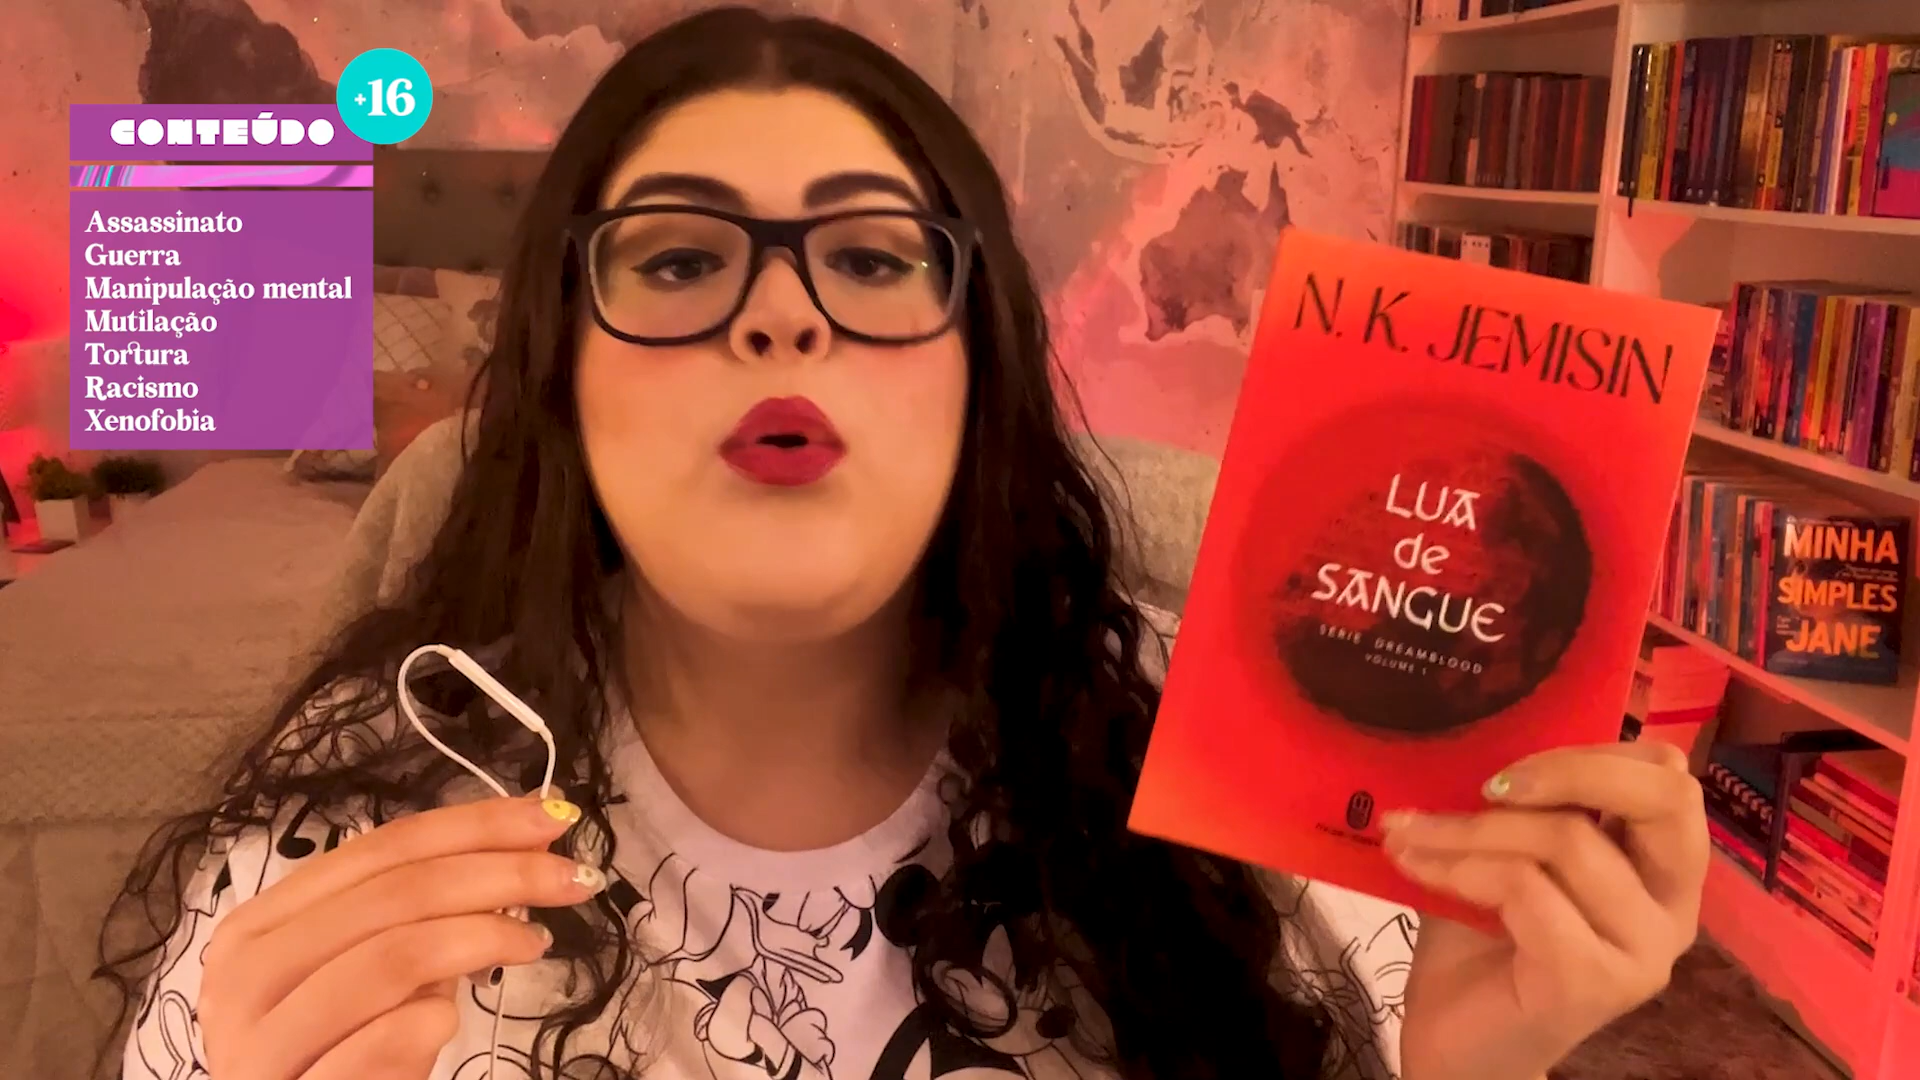 +16
CONTEÚDO
Assassinato
Guerra
Manipulação mental
Mutilação
Tortura
Racismo
Xenofobia
N. K. JEMISIN
LUA
de
SANGUE
SÉRIE DREAMBLOOD
VOLUME 1
MINHA
SIMPLES
JANE